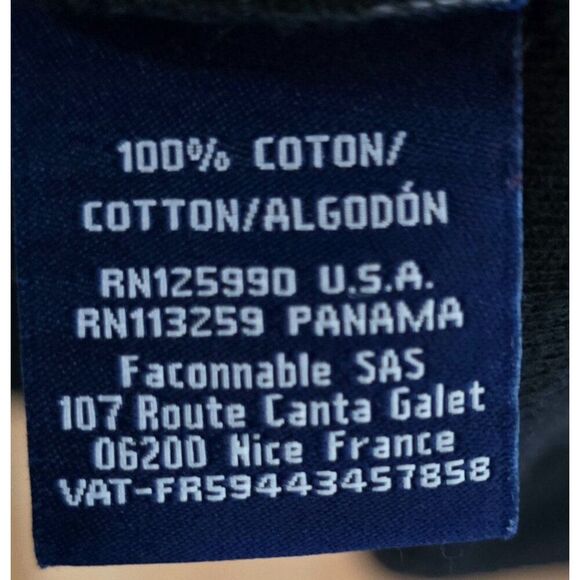 100% COTON/
COTTON/ALGODÓN
RN125990 U.S.A.
RN113259 PANAMA
Faconnable SAS
107 Route Canta Galet
06200 Nice France
VAT-FR59443457858